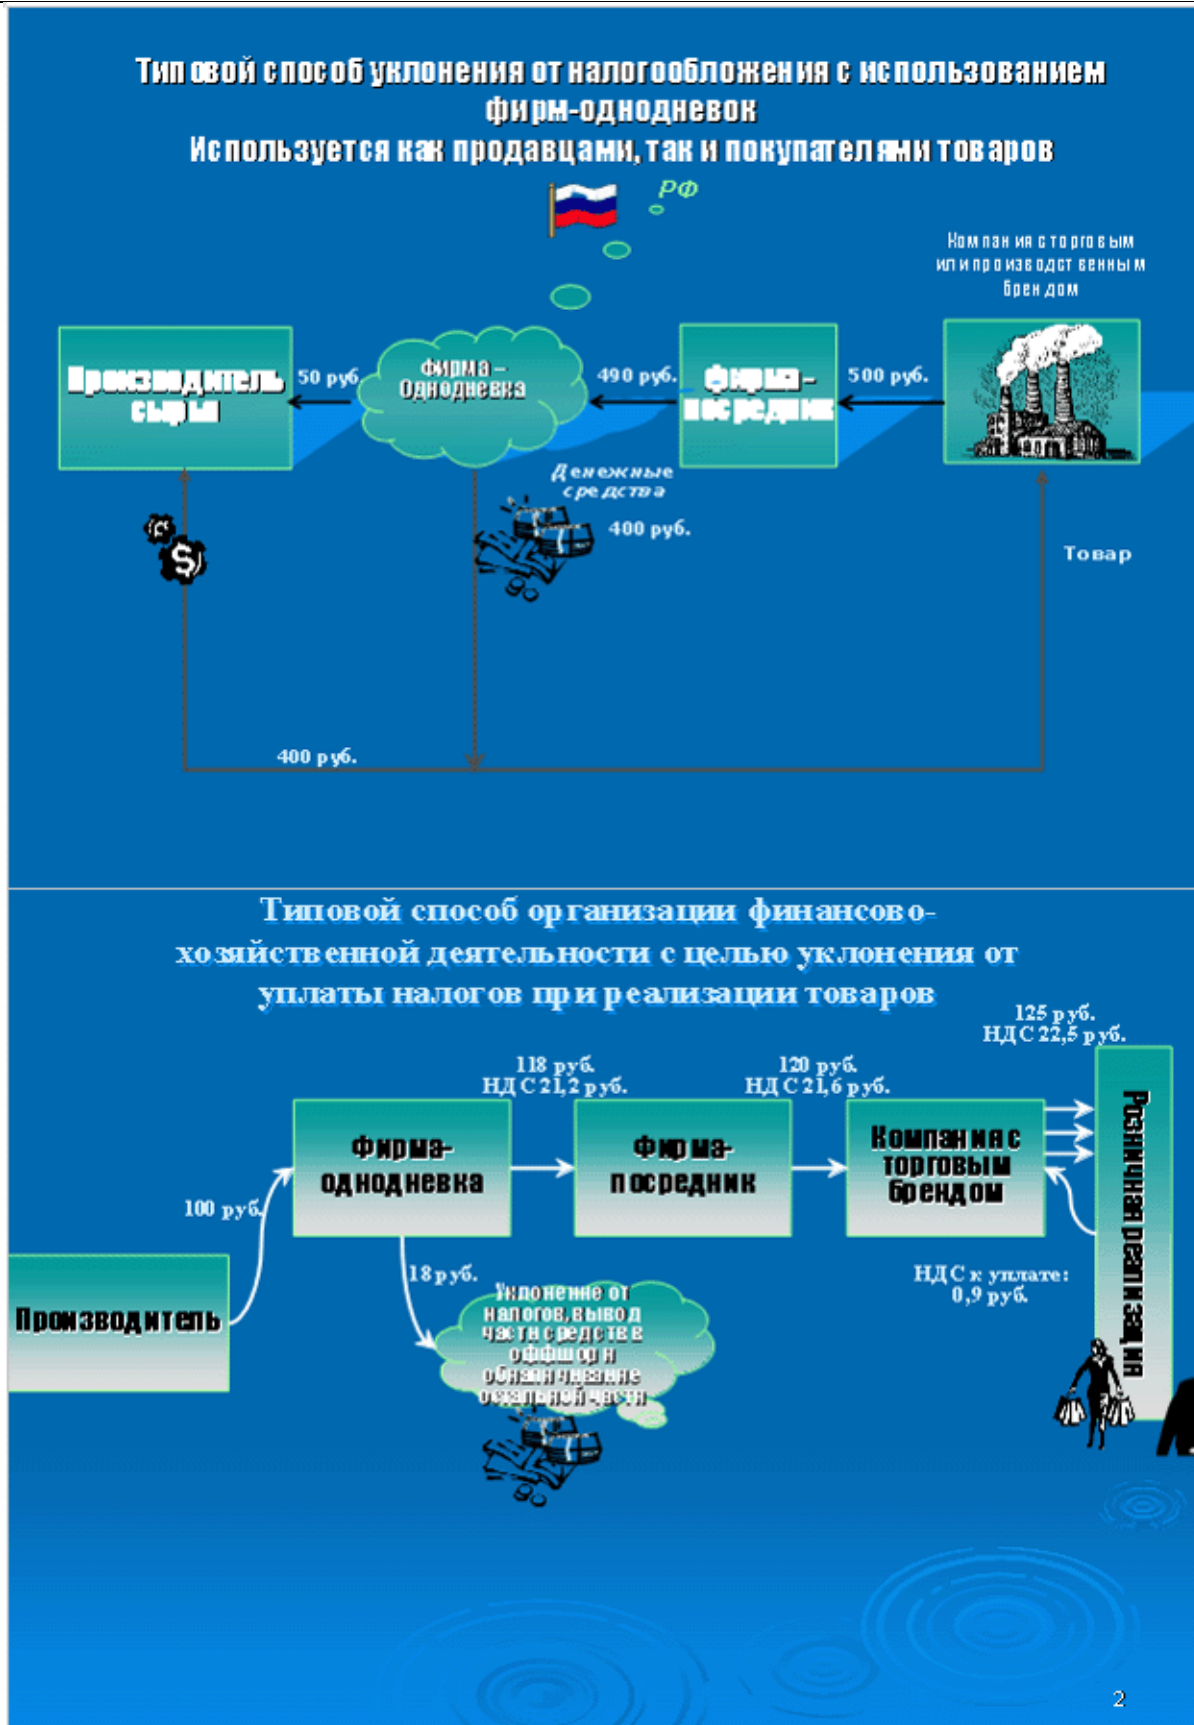 Типовой способ уклонения от налогообложения с использованием
фирм-однодневок
Используется как продавцами, так и покупателями товаров
РФ
Компания с торговым
или производственным
брендом
Производитель
сырья
50 руб.
Фирма –
Однодневка
490 руб.
Фирма –
посредник
500 руб.
Денежные
средства
400 руб.
$
Товар
400 руб.
Типовой способ организации финансово-
хозяйственной деятельности с целью уклонения от
уплаты налогов при реализации товаров
125 руб.
НДС 22,5 руб.
118 руб.
НДС 21,2 руб.
120 руб.
НДС 21,6 руб.
Фирма-
однодневка
Фирма-
посредник
Компания с
торговым
брендом
Розничная реализация
100 руб.
Производитель
18 руб.
НДС к уплате:
0,9 руб.
Уклонение от
налогов, вывод
части средств в
оффшор и
обналичивание
остальной части
2